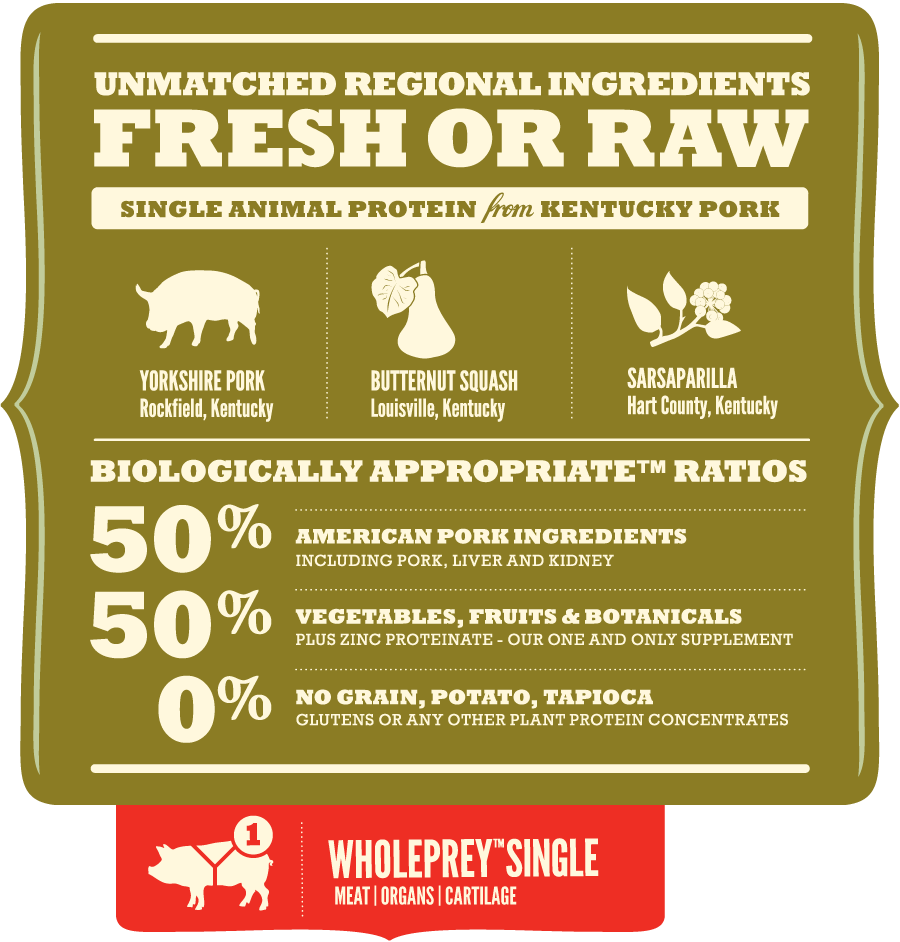 UNMATCHED REGIONAL INGREDIENTS
FRESH OR RAW
SINGLE ANIMAL PROTEIN from KENTUCKY PORK
YORKSHIRE PORK
Rockfield, Kentucky
BUTTERNUT SQUASH
Louisville, Kentucky
SARSAPARILLA
Hart County, Kentucky
BIOLOGICALLY APPROPRIATE™ RATIOS
50%
AMERICAN PORK INGREDIENTS
INCLUDING PORK, LIVER AND KIDNEY
50%
VEGETABLES, FRUITS & BOTANICALS
PLUS ZINC PROTEINATE - OUR ONE AND ONLY SUPPLEMENT
0%
NO GRAIN, POTATO, TAPIOCA
GLUTENS OR ANY OTHER PLANT PROTEIN CONCENTRATES
1
WHOLEPREY™SINGLE
MEAT | ORGANS | CARTILAGE